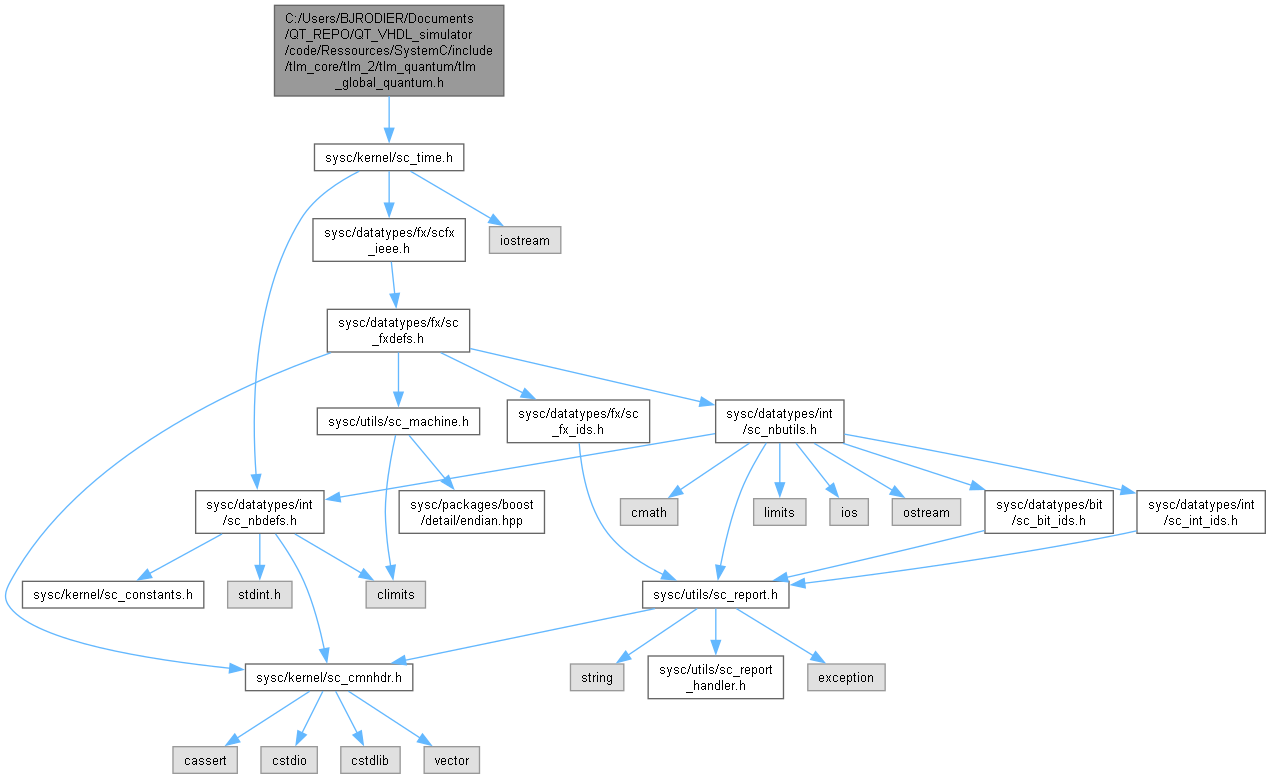 C:/Users/BJRODIER/Documents
/QT_REPO/QT_VHDL_simulator
/code/Ressources/SystemC/include
/tlm_core/tlm_2/tlm_quantum/tlm
_global_quantum.h
sysc/kernel/sc_time.h
sysc/datatypes/fx/scfx
_ieee.h
iostream
sysc/datatypes/fx/sc
_fxdefs.h
sysc/utils/sc_machine.h
sysc/datatypes/fx/sc
_fx_ids.h
sysc/datatypes/int
/sc_nbutils.h
sysc/datatypes/int
/sc_nbdefs.h
sysc/packages/boost
/detail/endian.hpp
cmath
limits
ios
ostream
sysc/datatypes/bit
/sc_bit_ids.h
sysc/datatypes/int
/sc_int_ids.h
sysc/kernel/sc_constants.h
stdint.h
climits
sysc/utils/sc_report.h
sysc/kernel/sc_cmnhdr.h
string
sysc/utils/sc_report
_handler.h
exception
cassert
cstdio
cstdlib
vector